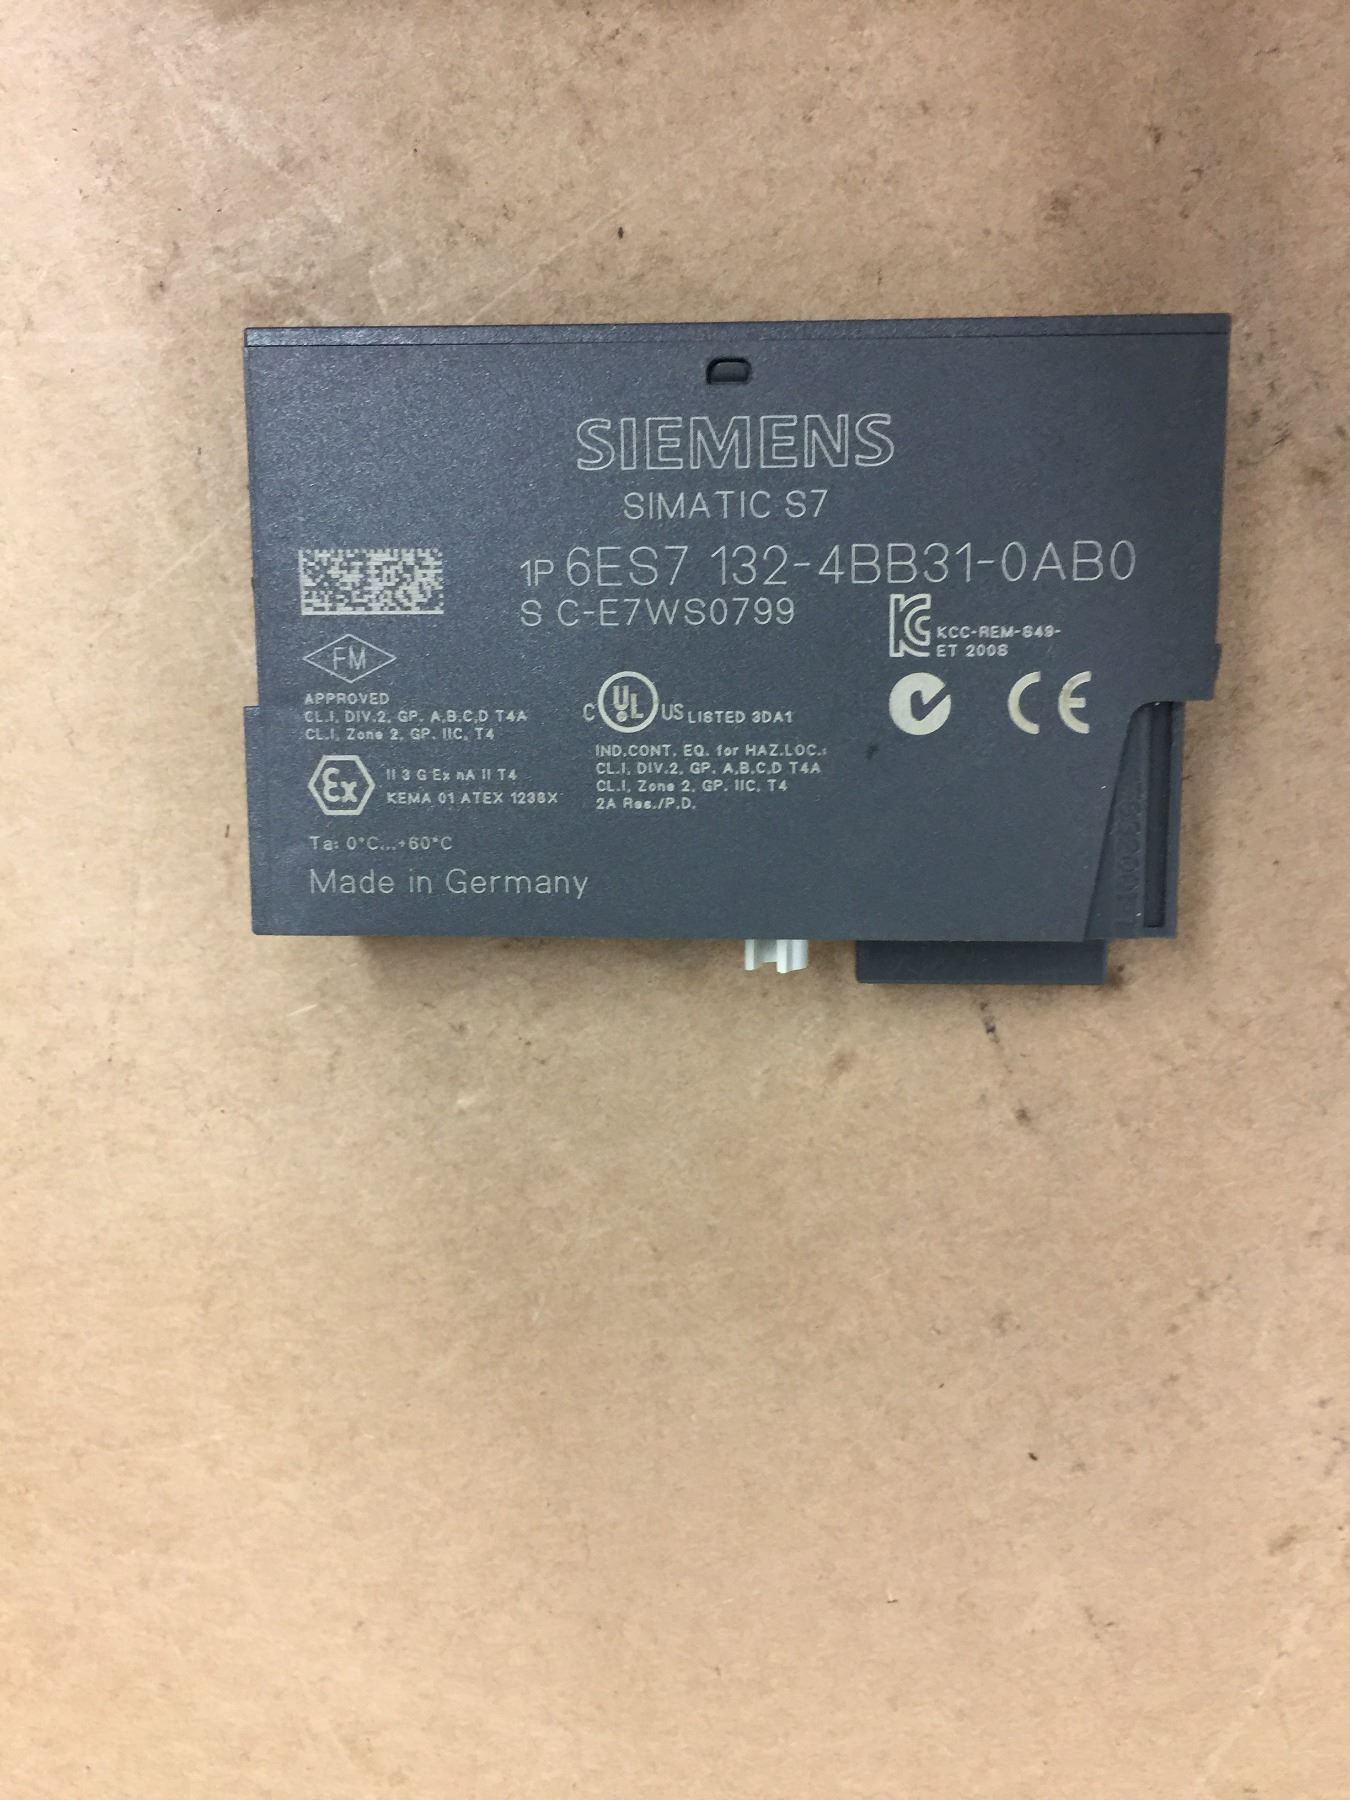 SIEMENS
SIMATIC S7
1P 6ES7 132-4BB31-0AB0
S C-E7WS0799
KCC-REM-S49-
ET 200S
FM
APPROVED
CL.I, DIV.2, GP. A,B,C,D T4A
CL.I, Zone 2, GP. IIC, T4
C UL US LISTED 3DA1
IND.CONT. EQ. for HAZ.LOC.:
CL.I, DIV.2, GP. A,B,C,D T4A
CL.I, Zone 2, GP. IIC, T4
2A Res./P.D.
CE
Ex II 3 G Ex nA II T4
KEMA 01 ATEX 1238X
Ta: 0°C...+60°C
Made in Germany